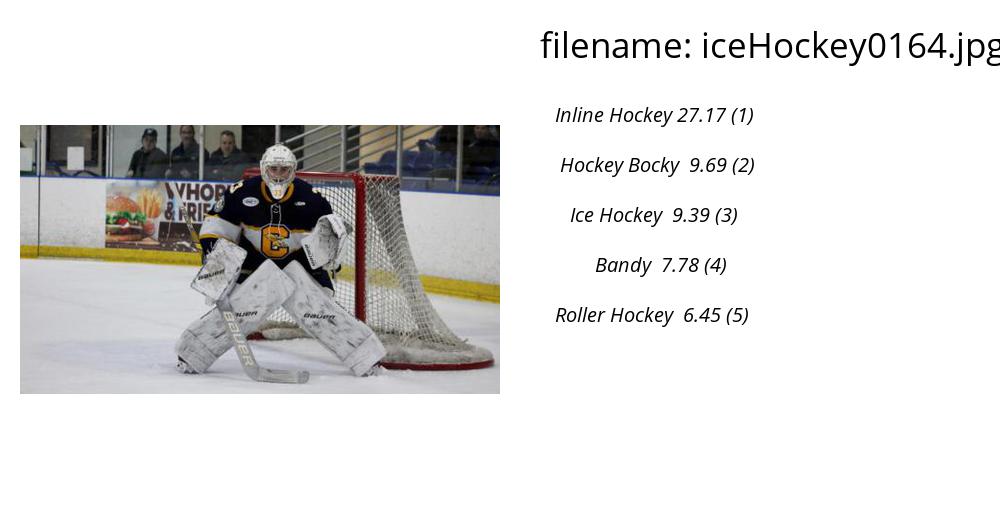 filename: iceHockey0164.jpg
Inline Hockey 27.17 (1)
Hockey Bocky 9.69 (2)
Ice Hockey 9.39 (3)
Bandy 7.78 (4)
Roller Hockey 6.45 (5)
WHOP
& FRIE
C
BAUER
BAUER
BAUER